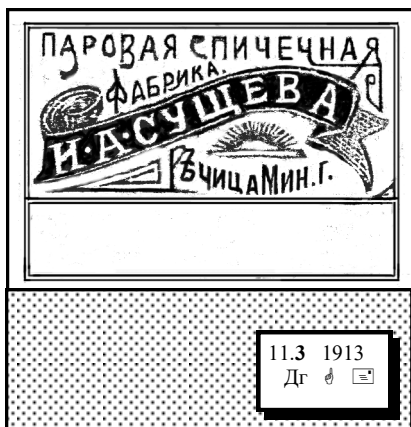 ПАРОВАЯ СПИЧЕЧНАЯ
ФАБРИКА.
И·А·СУЩЕВА
РѢЧИЦА МИН. Г.
11.3 1913
Дг ☝ 🖃